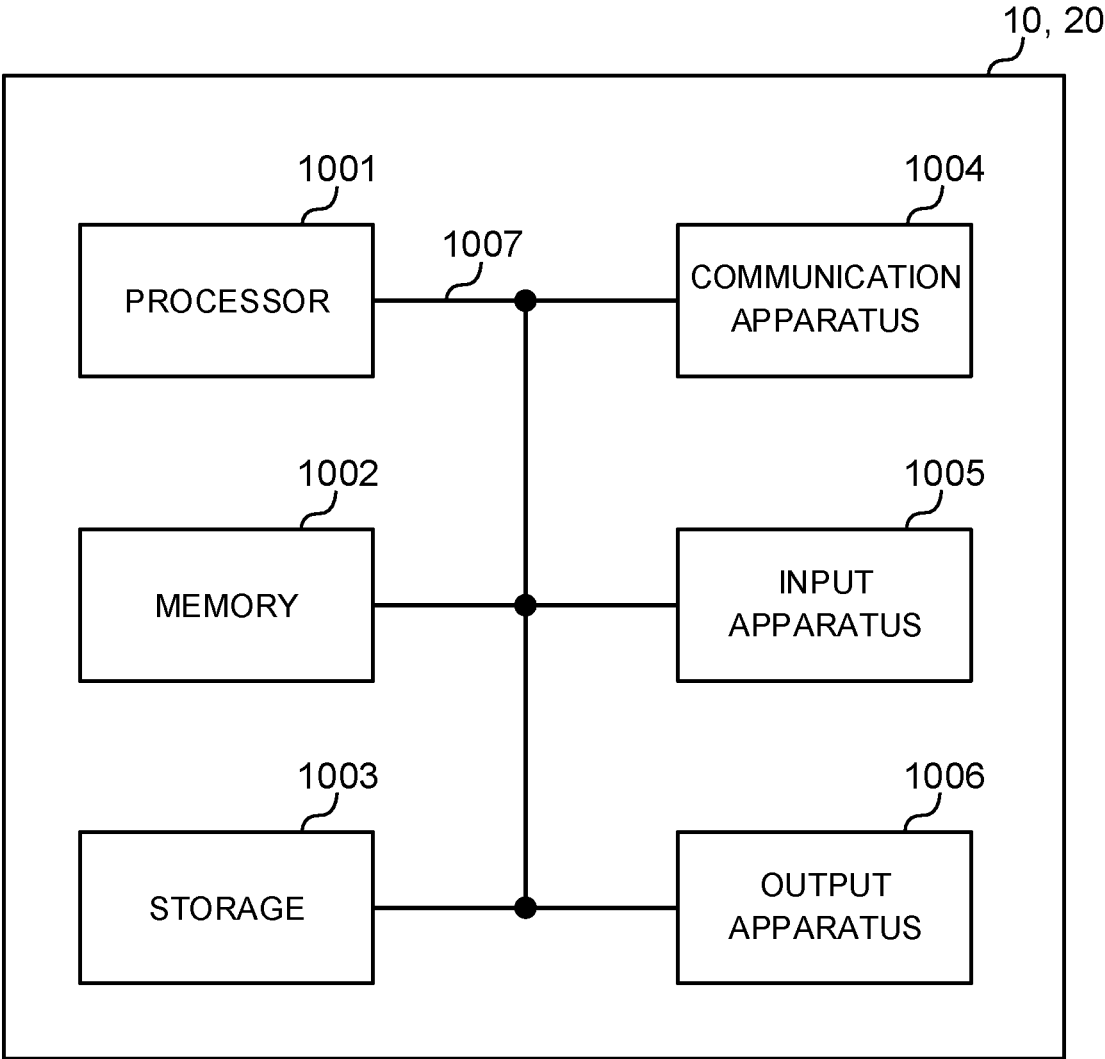 10, 20
1001
PROCESSOR
1007
1004
COMMUNICATION
APPARATUS
1002
MEMORY
1005
INPUT
APPARATUS
1003
STORAGE
1006
OUTPUT
APPARATUS